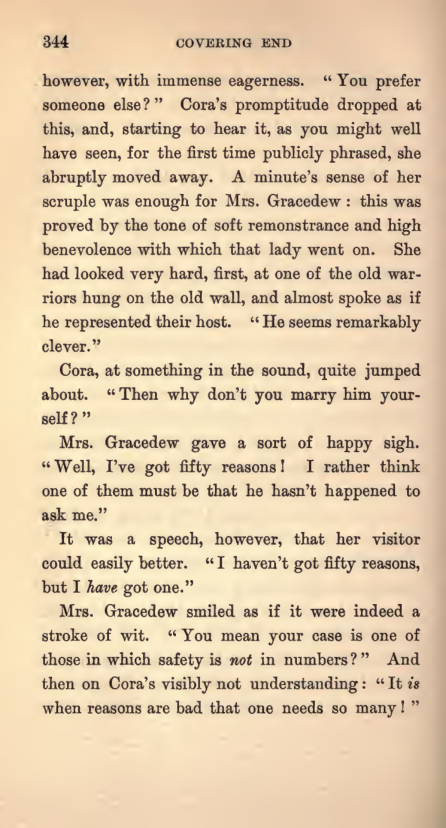 344 COVERING END
however, with immense eagerness. “ You prefer
someone else? ” Cora’s promptitude dropped at
this, and, starting to hear it, as you might well
have seen, for the first time publicly phrased, she
abruptly moved away. A minute’s sense of her
scruple was enough for Mrs. Gracedew : this was
proved by the tone of soft remonstrance and high
benevolence with which that lady went on. She
had looked very hard, first, at one of the old war-
riors hung on the old wall, and almost spoke as if
he represented their host. “ He seems remarkably
clever.”
Cora, at something in the sound, quite jumped
about. “ Then why don’t you marry him your-
self ? ”
Mrs. Gracedew gave a sort of happy sigh.
“ Well, I’ve got fifty reasons ! I rather think
one of them must be that he hasn’t happened to
ask me.”
It was a speech, however, that her visitor
could easily better. “ I haven’t got fifty reasons,
but I have got one.”
Mrs. Gracedew smiled as if it were indeed a
stroke of wit. “ You mean your case is one of
those in which safety is not in numbers ? ” And
then on Cora’s visibly not understanding : “ It is
when reasons are bad that one needs so many ! ”